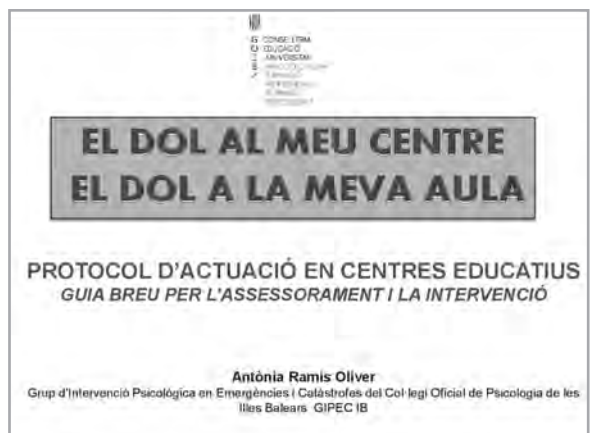 G CONSELLERIA
O EDUCACIÓ
I UNIVERSITAT
EL DOL AL MEU CENTRE
EL DOL A LA MEVA AULA
PROTOCOL D'ACTUACIÓ EN CENTRES EDUCATIUS
GUIA BREU PER L'ASSESSORAMENT I LA INTERVENCIÓ
Antònia Ramis Oliver
Grup d'Intervenció Psicològica en Emergències i Catàstrofes del Col·legi Oficial de Psicologia de les
Illes Balears GIPEC IB